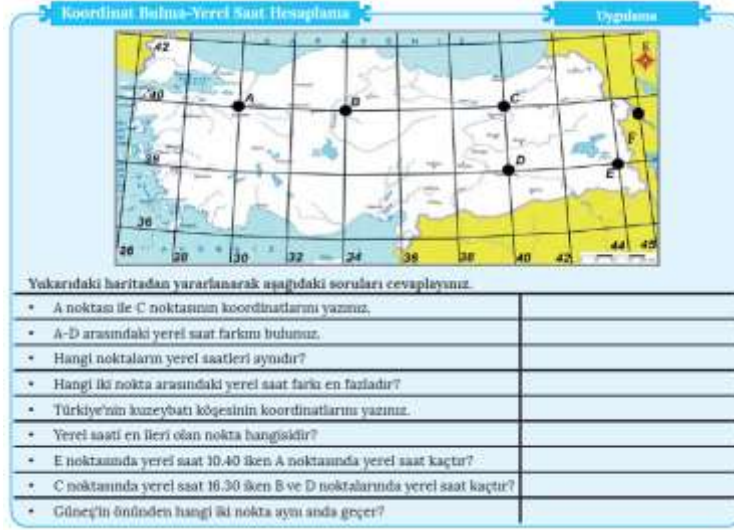 Koordinat Bulma-Yerel Saat Hesaplama
Uygulama
42
K
40
A
B
C
F
38
D
E
36
26 28 30 32 34 36 38 40 42 44 45
Yukarıdaki haritadan yararlanarak aşağıdaki soruları cevaplayınız.
• A noktası ile C noktasının koordinatlarını yazınız.
• A-D arasındaki yerel saat farkını bulunuz.
• Hangi noktaların yerel saatleri aynıdır?
• Hangi iki nokta arasındaki yerel saat farkı en fazladır?
• Türkiye'nin kuzeybatı köşesinin koordinatlarını yazınız.
• Yerel saati en ileri olan nokta hangisidir?
• E noktasında yerel saat 10.40 iken A noktasında yerel saat kaçtır?
• C noktasında yerel saat 16.30 iken B ve D noktalarında yerel saat kaçtır?
• Güneş'in önünden hangi iki nokta aynı anda geçer?